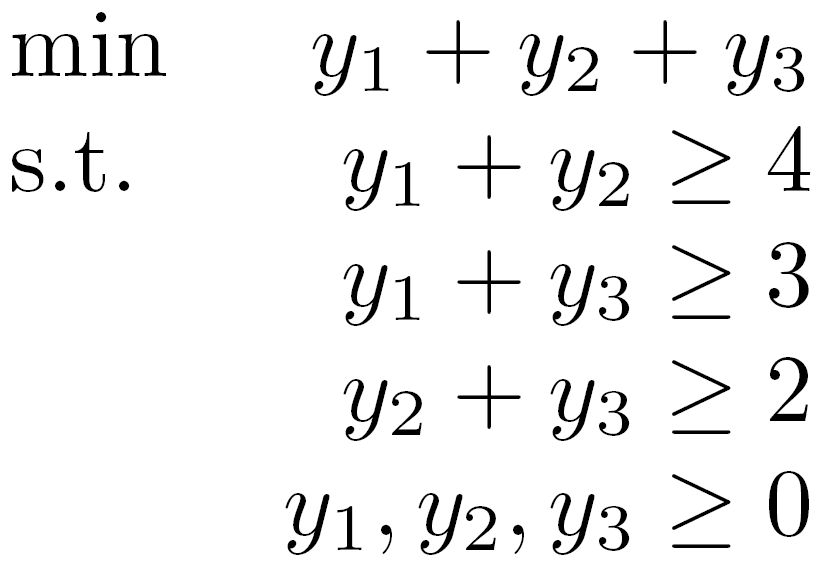 min y₁ + y₂ + y₃
s.t. y₁ + y₂ ≥ 4
y₁ + y₃ ≥ 3
y₂ + y₃ ≥ 2
y₁, y₂, y₃ ≥ 0